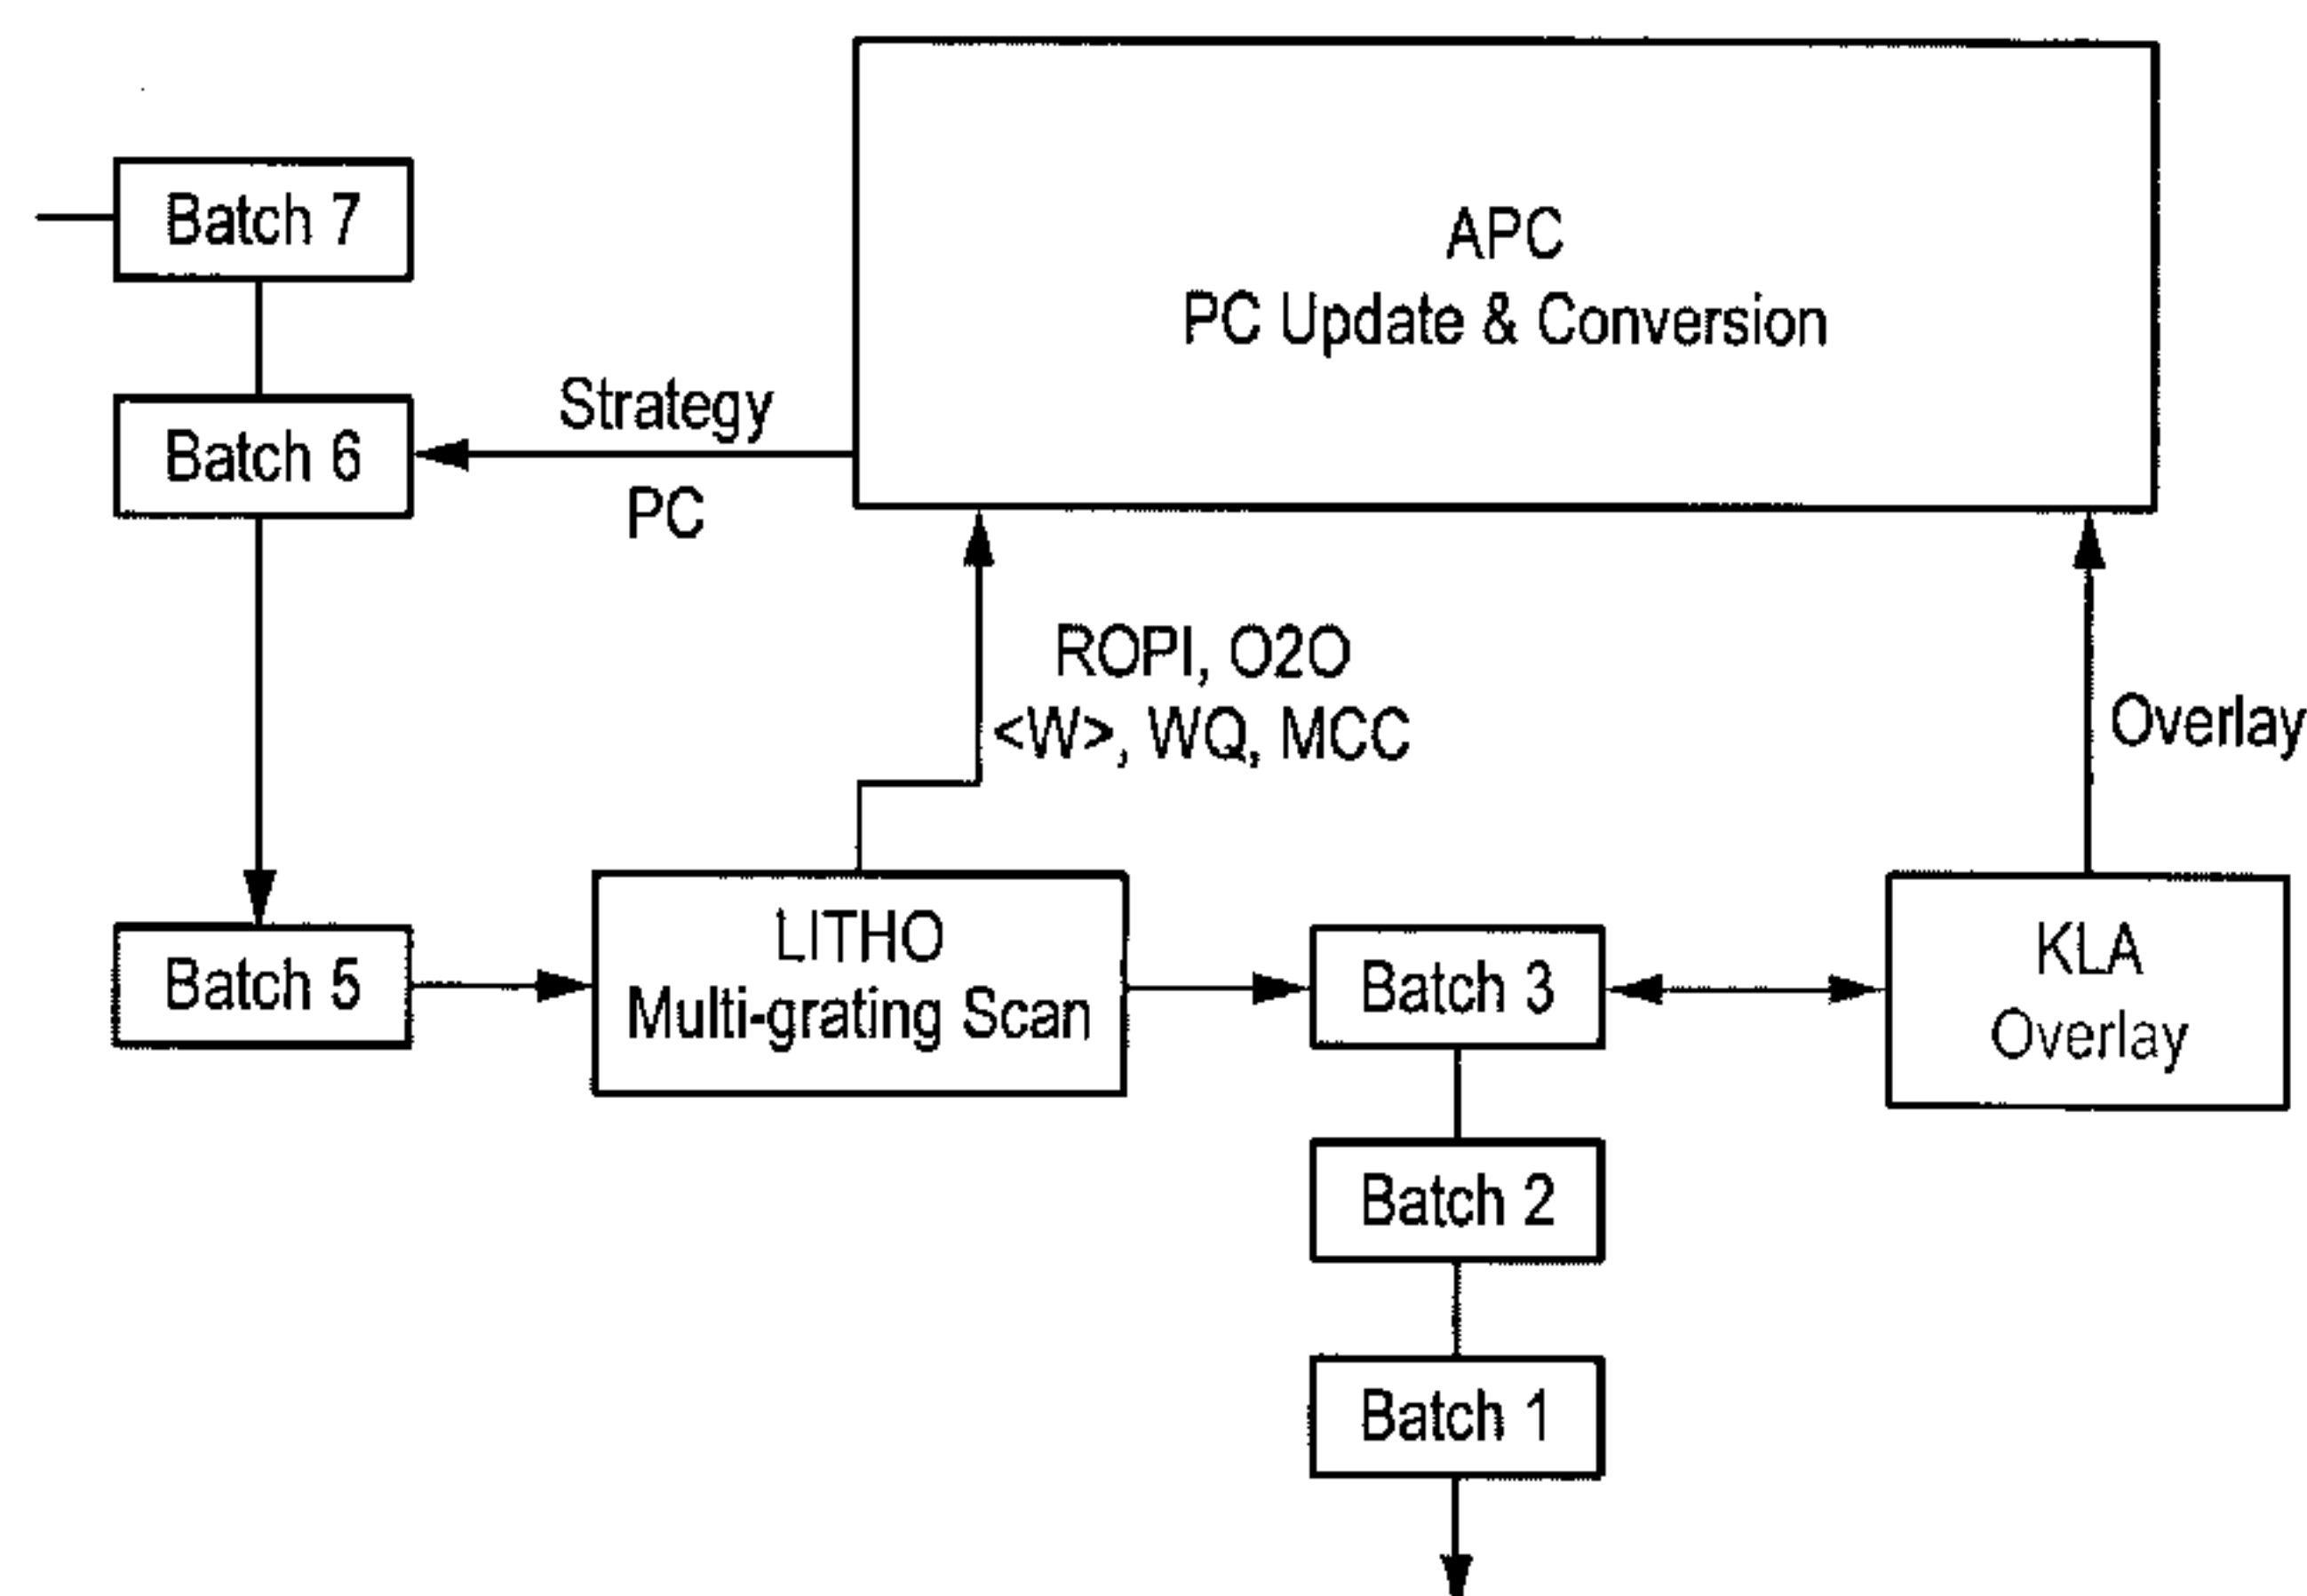 APC
PC Update & Conversion
Batch 7
Batch 6
Strategy
PC
ROPI, O2O
<W>, WQ, MCC
Overlay
Batch 5
LITHO
Multi-grating Scan
Batch 3
KLA
Overlay
Batch 2
Batch 1